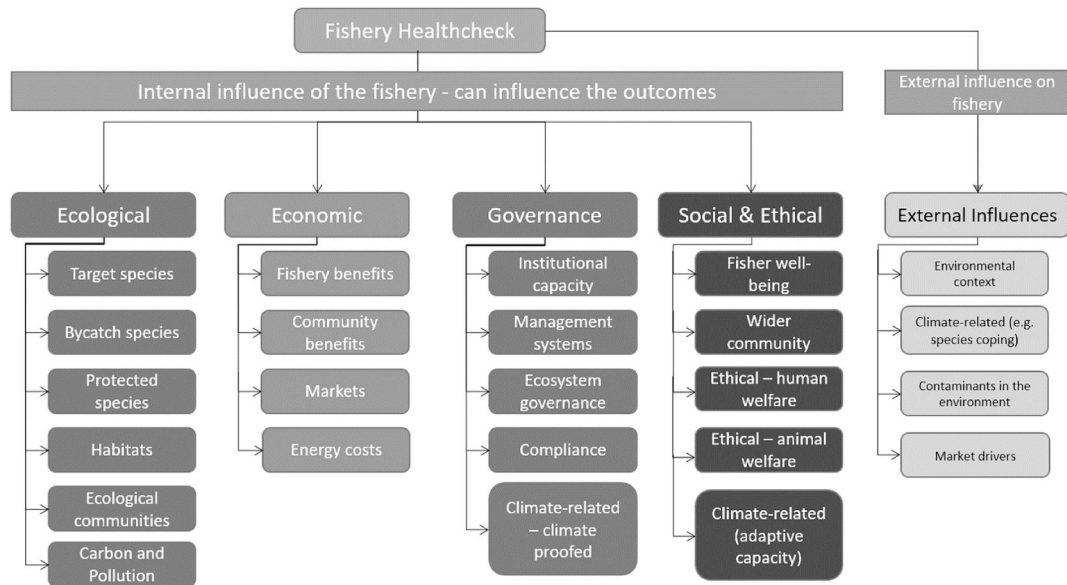 Fishery Healthcheck
Internal influence of the fishery - can influence the outcomes
External influence on
fishery
Ecological
Target species
Bycatch species
Protected
species
Habitats
Ecological
communities
Carbon and
Pollution
Economic
Fishery benefits
Community
benefits
Markets
Energy costs
Governance
Institutional
capacity
Management
systems
Ecosystem
governance
Compliance
Climate-related
– climate
proofed
Social & Ethical
Fisher well-
being
Wider
community
Ethical – human
welfare
Ethical – animal
welfare
Climate-related
(adaptive
capacity)
External Influences
Environmental
context
Climate-related (e.g.
species coping)
Contaminants in the
environment
Market drivers